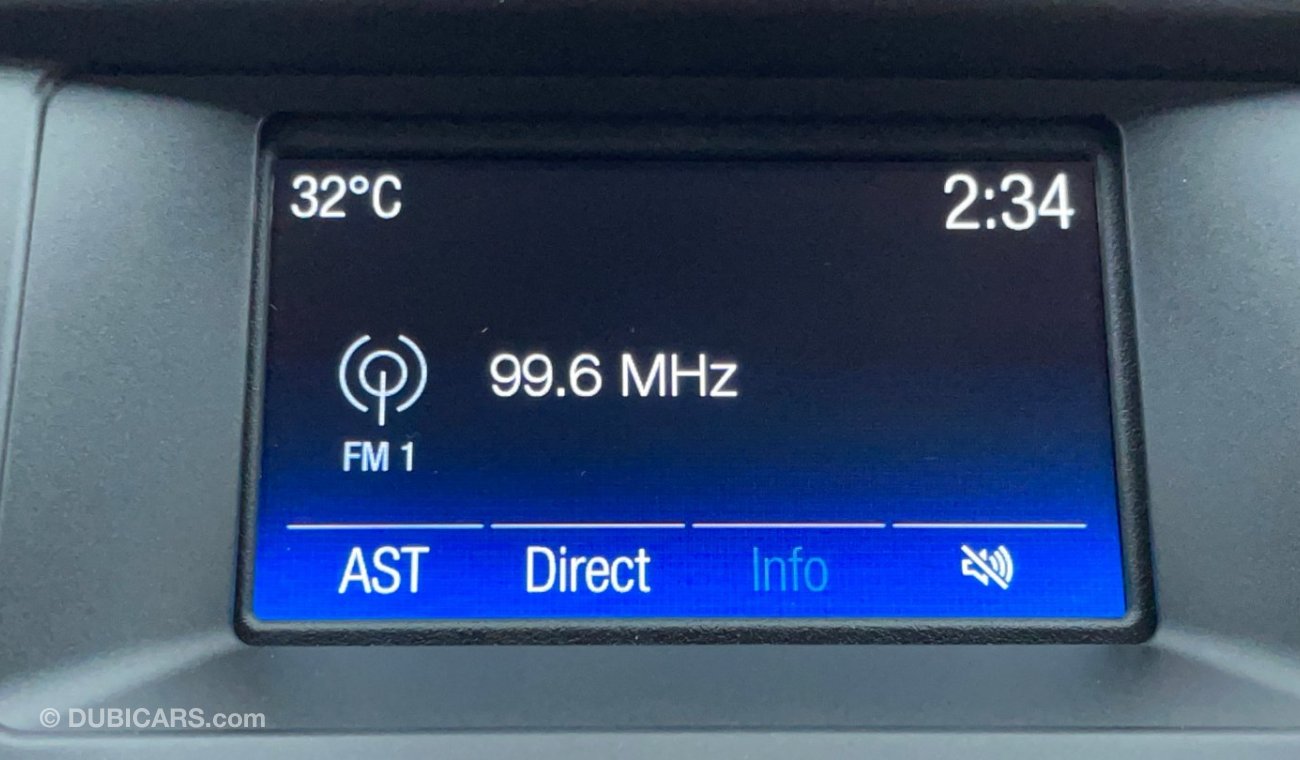 32°C 2:34
99.6 MHz
FM 1
AST Direct Info
© DUBICARS.com